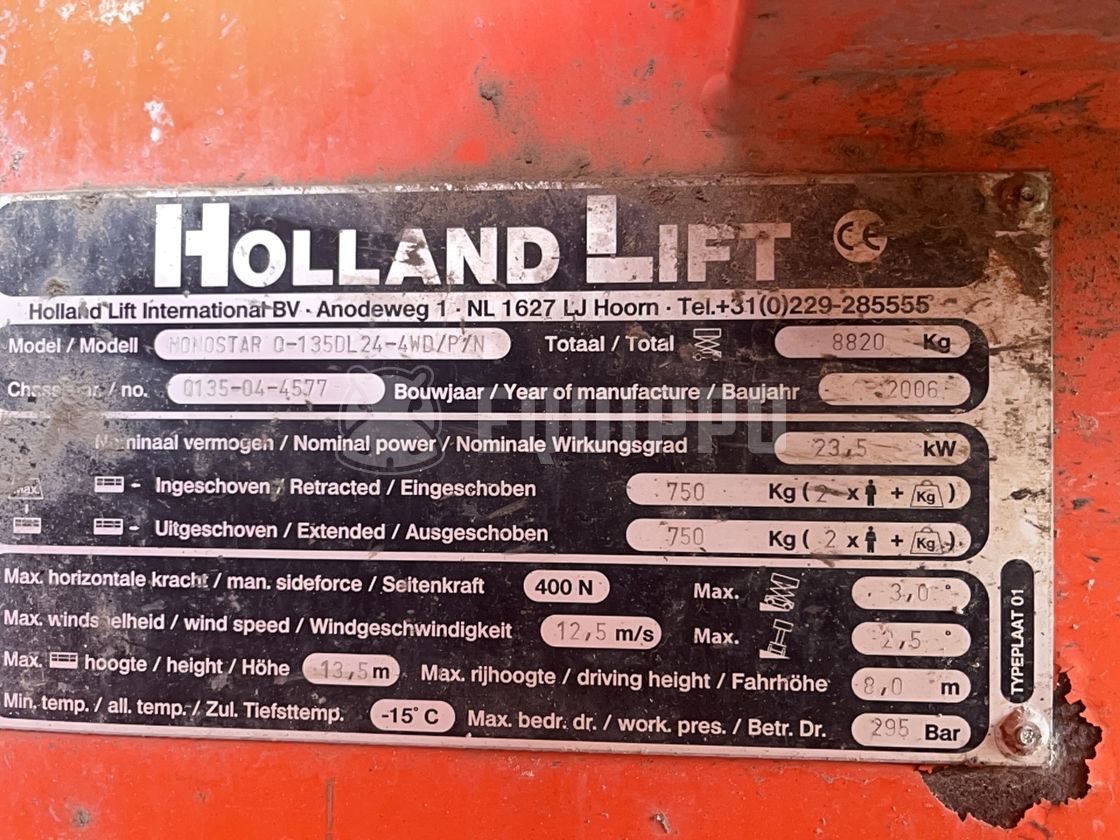 HOLLAND LIFT CE
Holland Lift International BV · Anodeweg 1 · NL 1627 LJ Hoorn · Tel.+31(0)229-285555
Model / Modell MONOSTAR Q-135DL24-4WD/P/N Totaal / Total 8820 Kg
nr. / no. Q135-04-4577 Bouwjaar / Year of manufacture / Baujahr 2006
EQUIPPO
Nominaal vermogen / Nominal power / Nominale Wirkungsgrad 23,5 kW
max. - Ingeschoven / Retracted / Eingeschoben 750 Kg ( 2 x + Kg )
- Uitgeschoven / Extended / Ausgeschoben 750 Kg ( 2 x + Kg )
Max. horizontale kracht / man. sideforce / Seitenkraft 400 N Max. 3,0 °
Max. / wind speed / Windgeschwindigkeit 12,5 m/s Max. 2,5 °
Max. hoogte / height / Höhe 13,5 m Max. rijhoogte / driving height / Fahrhöhe 8,0 m
Min. temp. / all. temp. / Zul. Tiefsttemp. -15° C Max. bedr. dr. / work. pres. / Betr. Dr. 295 Bar
TYPEPLAAT 01